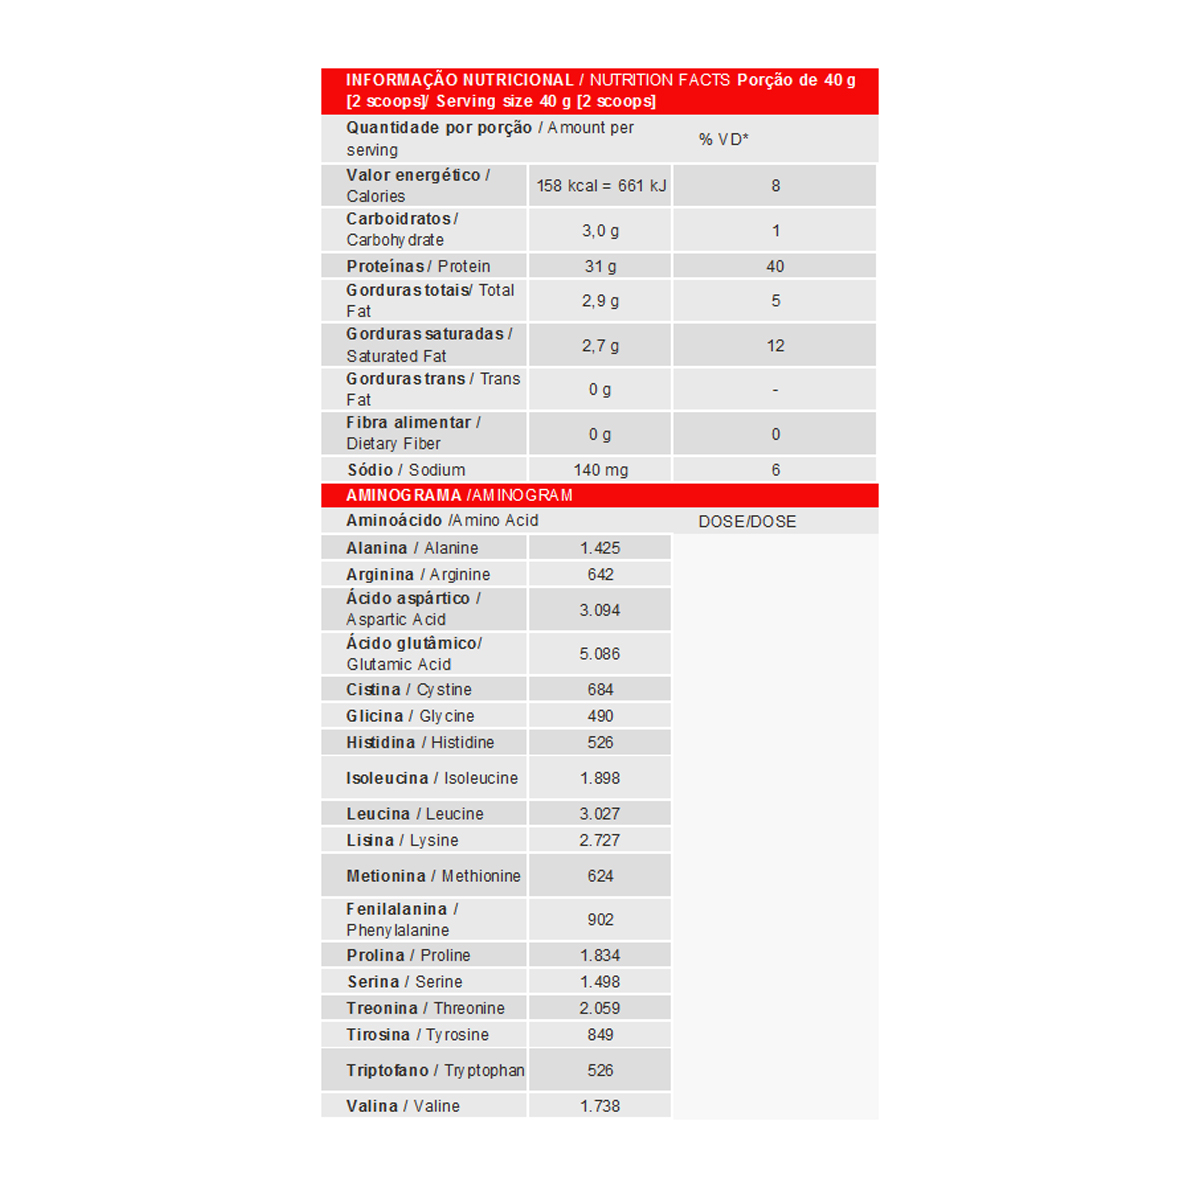 INFORMAÇÃO NUTRICIONAL / NUTRITION FACTS Porção de 40 g
[2 scoops]/ Serving size 40 g [2 scoops]
Quantidade por porção / Amount per
serving
% VD*
Valor energético /
Calories
158 kcal = 661 kJ
8
Carboidratos /
Carbohydrate
3,0 g
1
Proteínas / Protein
31 g
40
Gorduras totais/ Total
Fat
2,9 g
5
Gorduras saturadas /
Saturated Fat
2,7 g
12
Gorduras trans / Trans
Fat
0 g
-
Fibra alimentar /
Dietary Fiber
0 g
0
Sódio / Sodium
140 mg
6
AMINOGRAMA /AMINOGRAM
Aminoácido /Amino Acid
DOSE/DOSE
Alanina / Alanine
1.425
Arginina / Arginine
642
Ácido aspártico /
Aspartic Acid
3.094
Ácido glutâmico/
Glutamic Acid
5.086
Cistina / Cystine
684
Glicina / Glycine
490
Histidina / Histidine
526
Isoleucina / Isoleucine
1.898
Leucina / Leucine
3.027
Lisina / Lysine
2.727
Metionina / Methionine
624
Fenilalanina /
Phenylalanine
902
Prolina / Proline
1.834
Serina / Serine
1.498
Treonina / Threonine
2.059
Tirosina / Tyrosine
849
Triptofano / Tryptophan
526
Valina / Valine
1.738